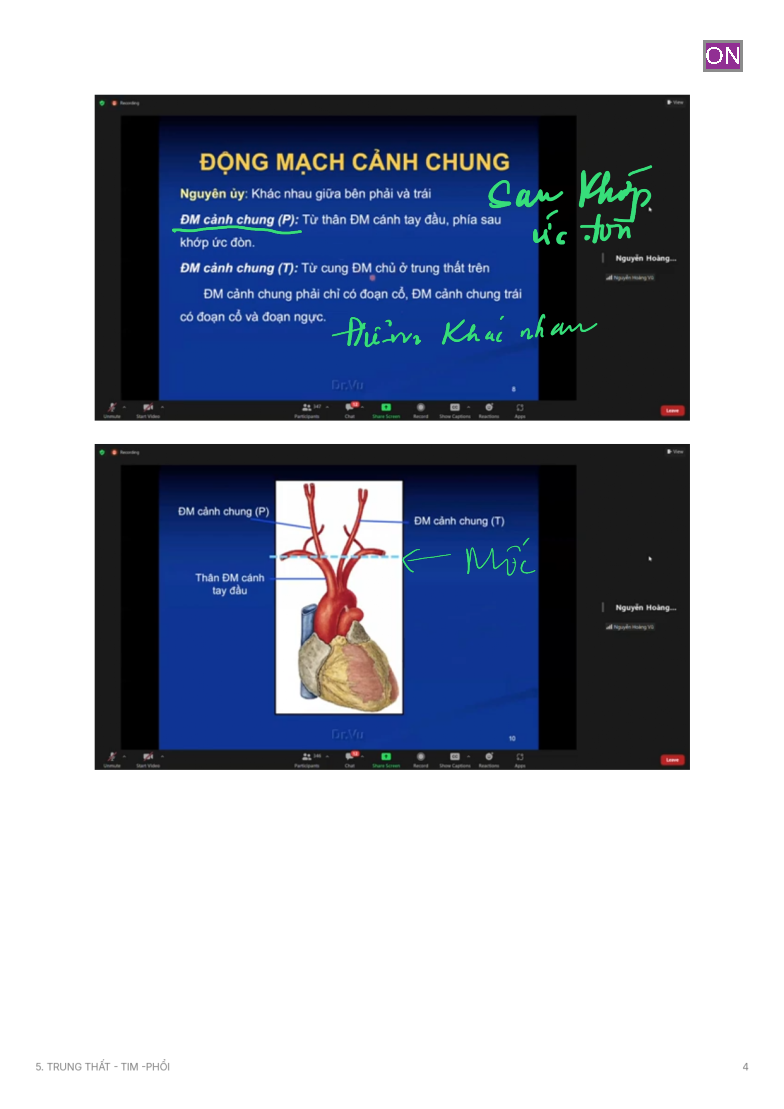 ON
Recording
View
ĐỘNG MẠCH CẢNH CHUNG
Nguyên ủy: Khác nhau giữa bên phải và trái
Sau Khớp
ĐM cảnh chung (P): Từ thân ĐM cánh tay đầu, phía sau
ức đòn
khớp ức đòn.
Nguyễn Hoàng...
ĐM cảnh chung (T): Từ cung ĐM chủ ở trung thất trên
Nguyễn Hoàng Vũ
ĐM cảnh chung phải chỉ có đoạn cổ, ĐM cảnh chung trái
có đoạn cổ và đoạn ngực.
Điểm Khác nhau
Dr.Vu
8
Unmute Start Video Participants 347 Chat Share Screen Record Show Captions Reactions Apps Leave
Recording
View
ĐM cảnh chung (P)
ĐM cảnh chung (T)
Mốc
Thân ĐM cánh
tay đầu
Nguyễn Hoàng...
Nguyễn Hoàng Vũ
Dr.Vu
10
Unmute Start Video Participants Chat Share Screen Record Show Captions Reactions Apps Leave
5. TRUNG THẤT - TIM -PHỔI
4